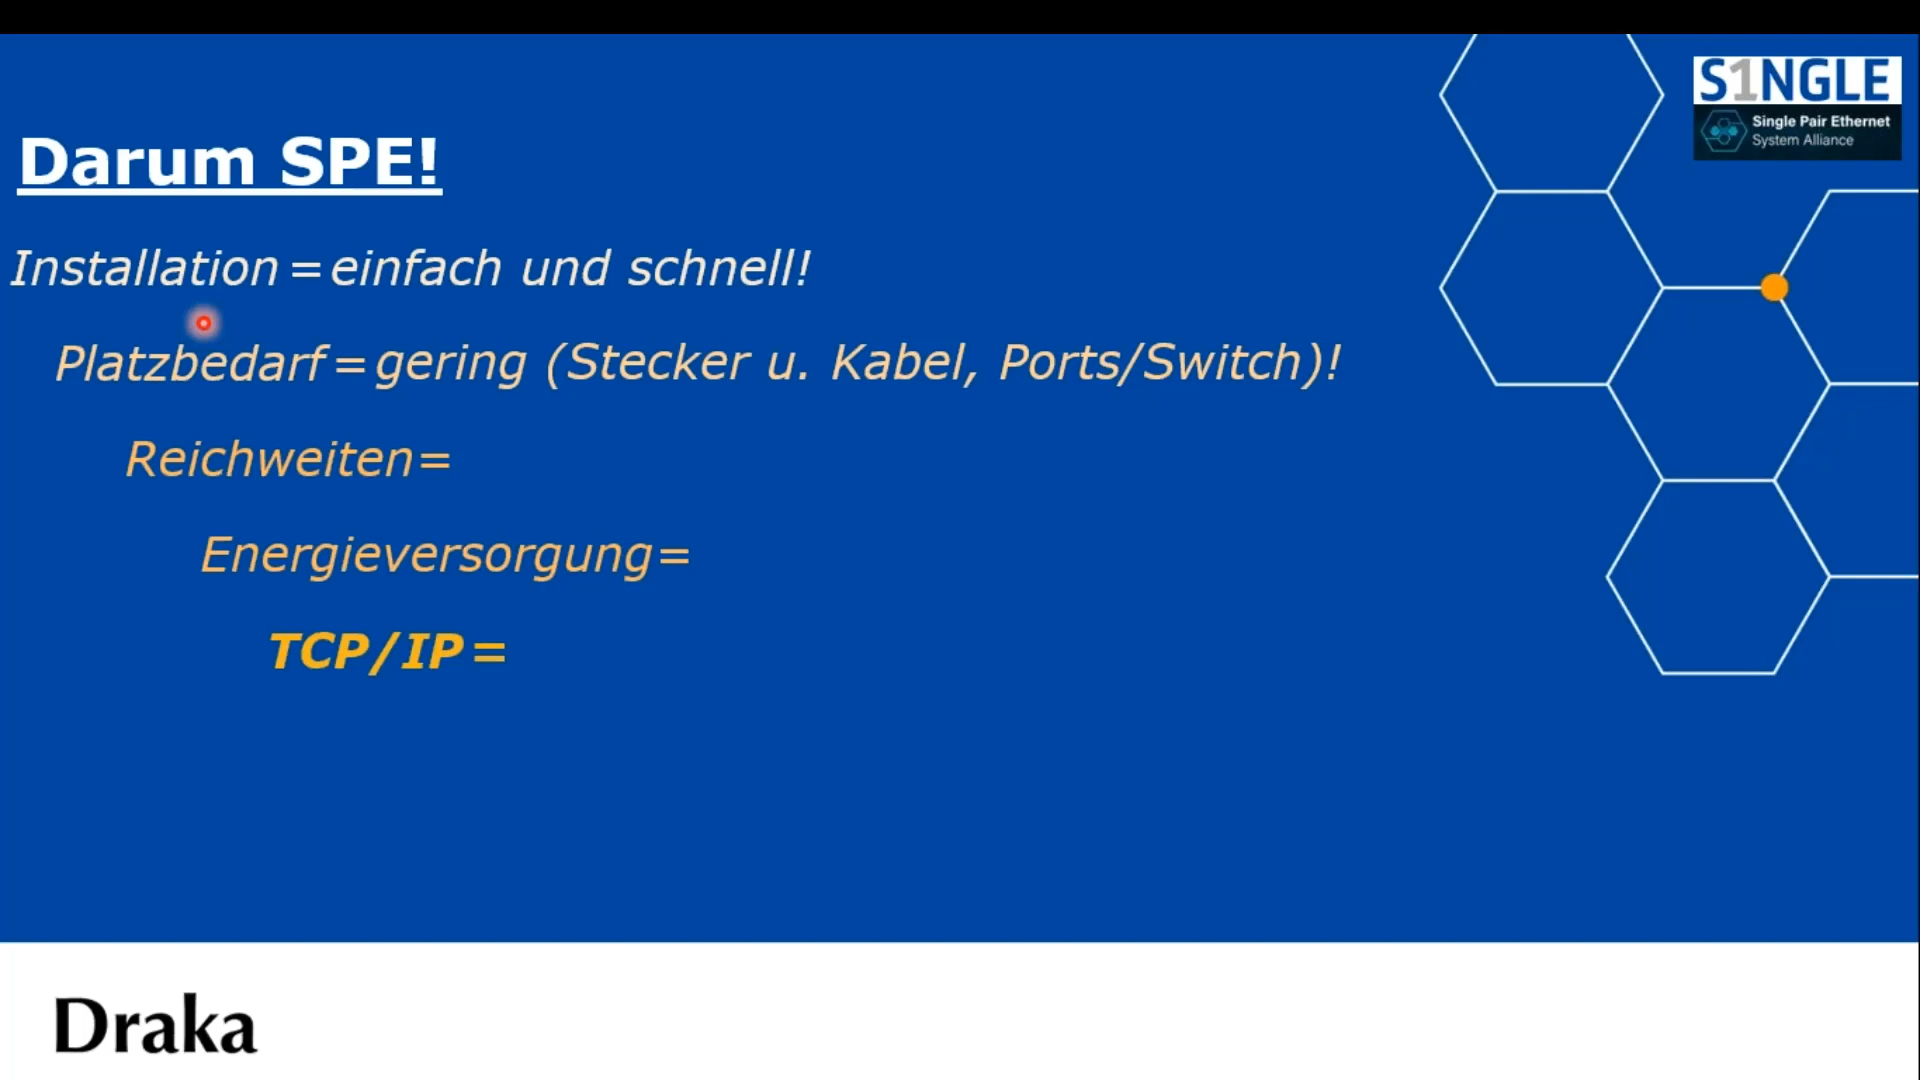 S1NGLE
Single Pair Ethernet
System Alliance
Darum SPE!
Installation = einfach und schnell!
Platzbedarf = gering (Stecker u. Kabel, Ports/Switch)!
Reichweiten =
Energieversorgung =
TCP/IP =
Draka